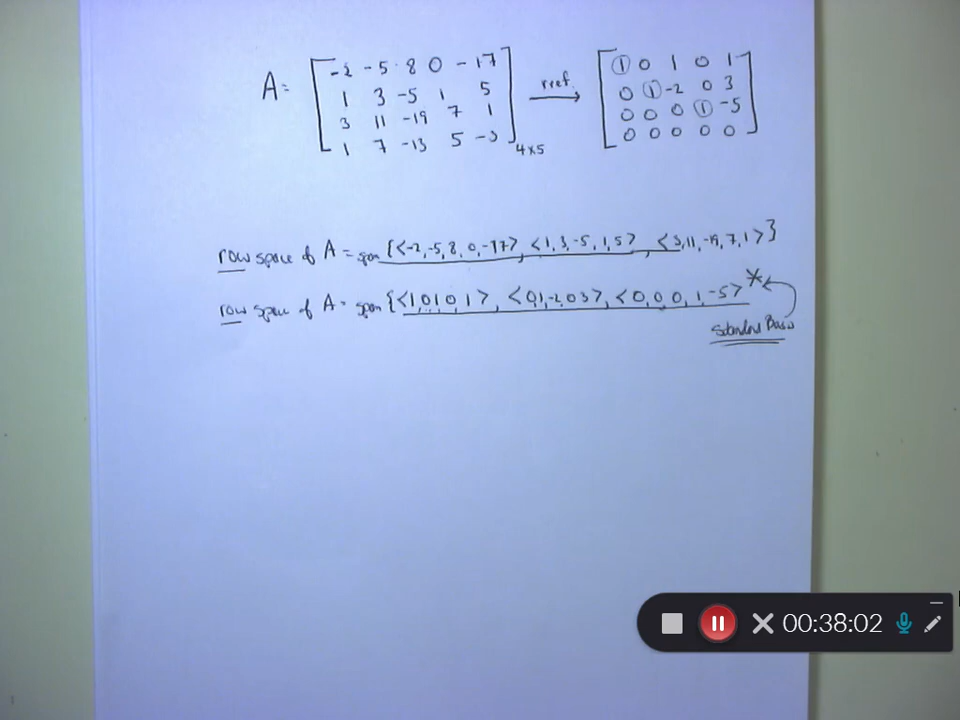 A = [ -2 -5 8 0 -17 ] rref → [ 1 0 1 0 1 ]
[ 1 3 -5 1 5 ] [ 0 1 -2 0 3 ]
[ 3 11 -19 7 1 ] [ 0 0 0 1 -5 ]
[ 1 7 -13 5 -3 ] 4x5 [ 0 0 0 0 0 ]
row space of A = span {<-2, -5, 8, 0, -17>, <1, 3, -5, 1, 5>, <3, 11, -19, 7, 1>}
row space of A = span {<1, 0, 1, 0, 1>, <0, 1, -2, 0 3>, <0, 0, 0, 1, -5> *
Standard Basis
00:38:02